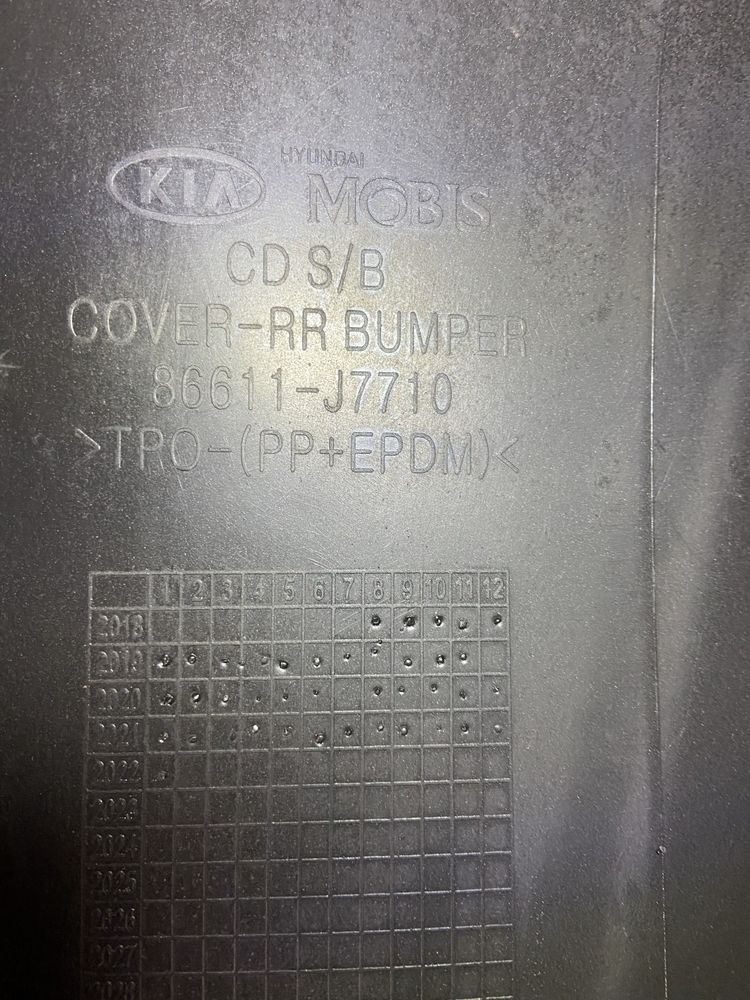 KIA
HYUNDAI
MOBIS
CD S/B
COVER-RR BUMPER
86611-J7710
>TPO-(PP+EPDM)<
1 2 3 4 5 6 7 8 9 10 11 12
2018
2019
2020
2021
2022
2023
2024
2025
2026
2027
2028